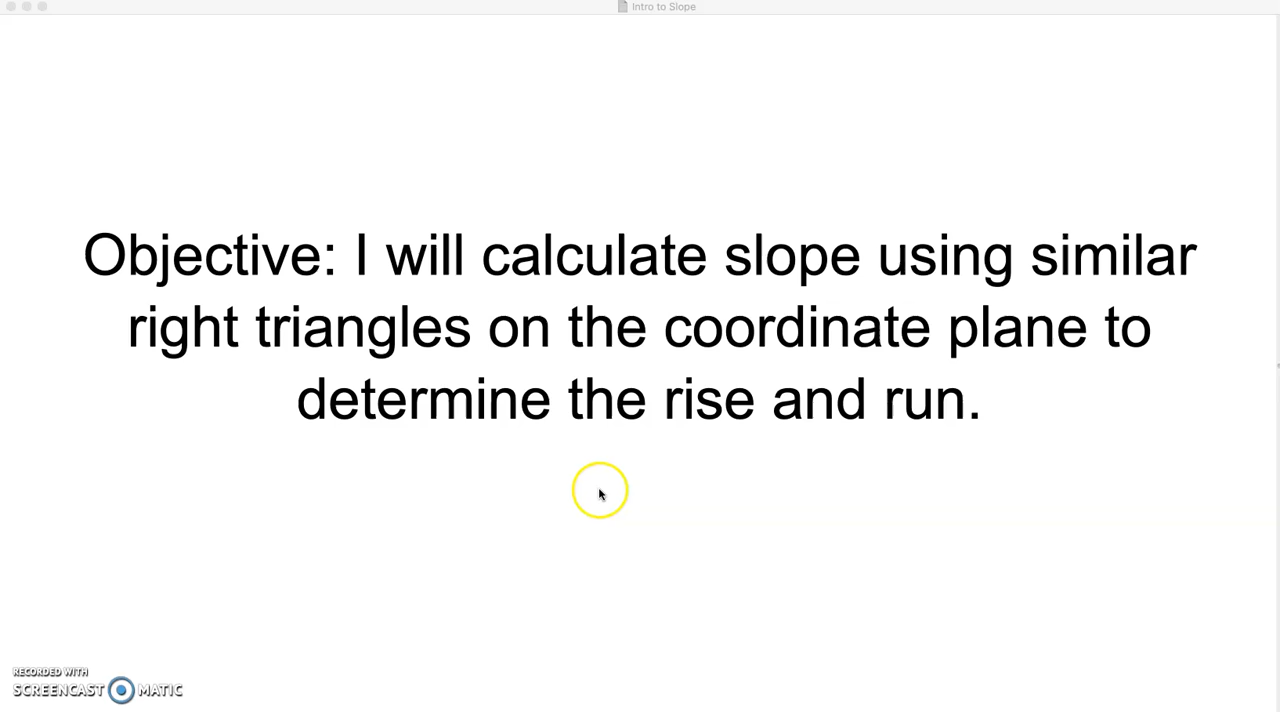 Intro to Slope
Objective: I will calculate slope using similar
right triangles on the coordinate plane to
determine the rise and run.
RECORDED WITH
SCREENCAST MATIC